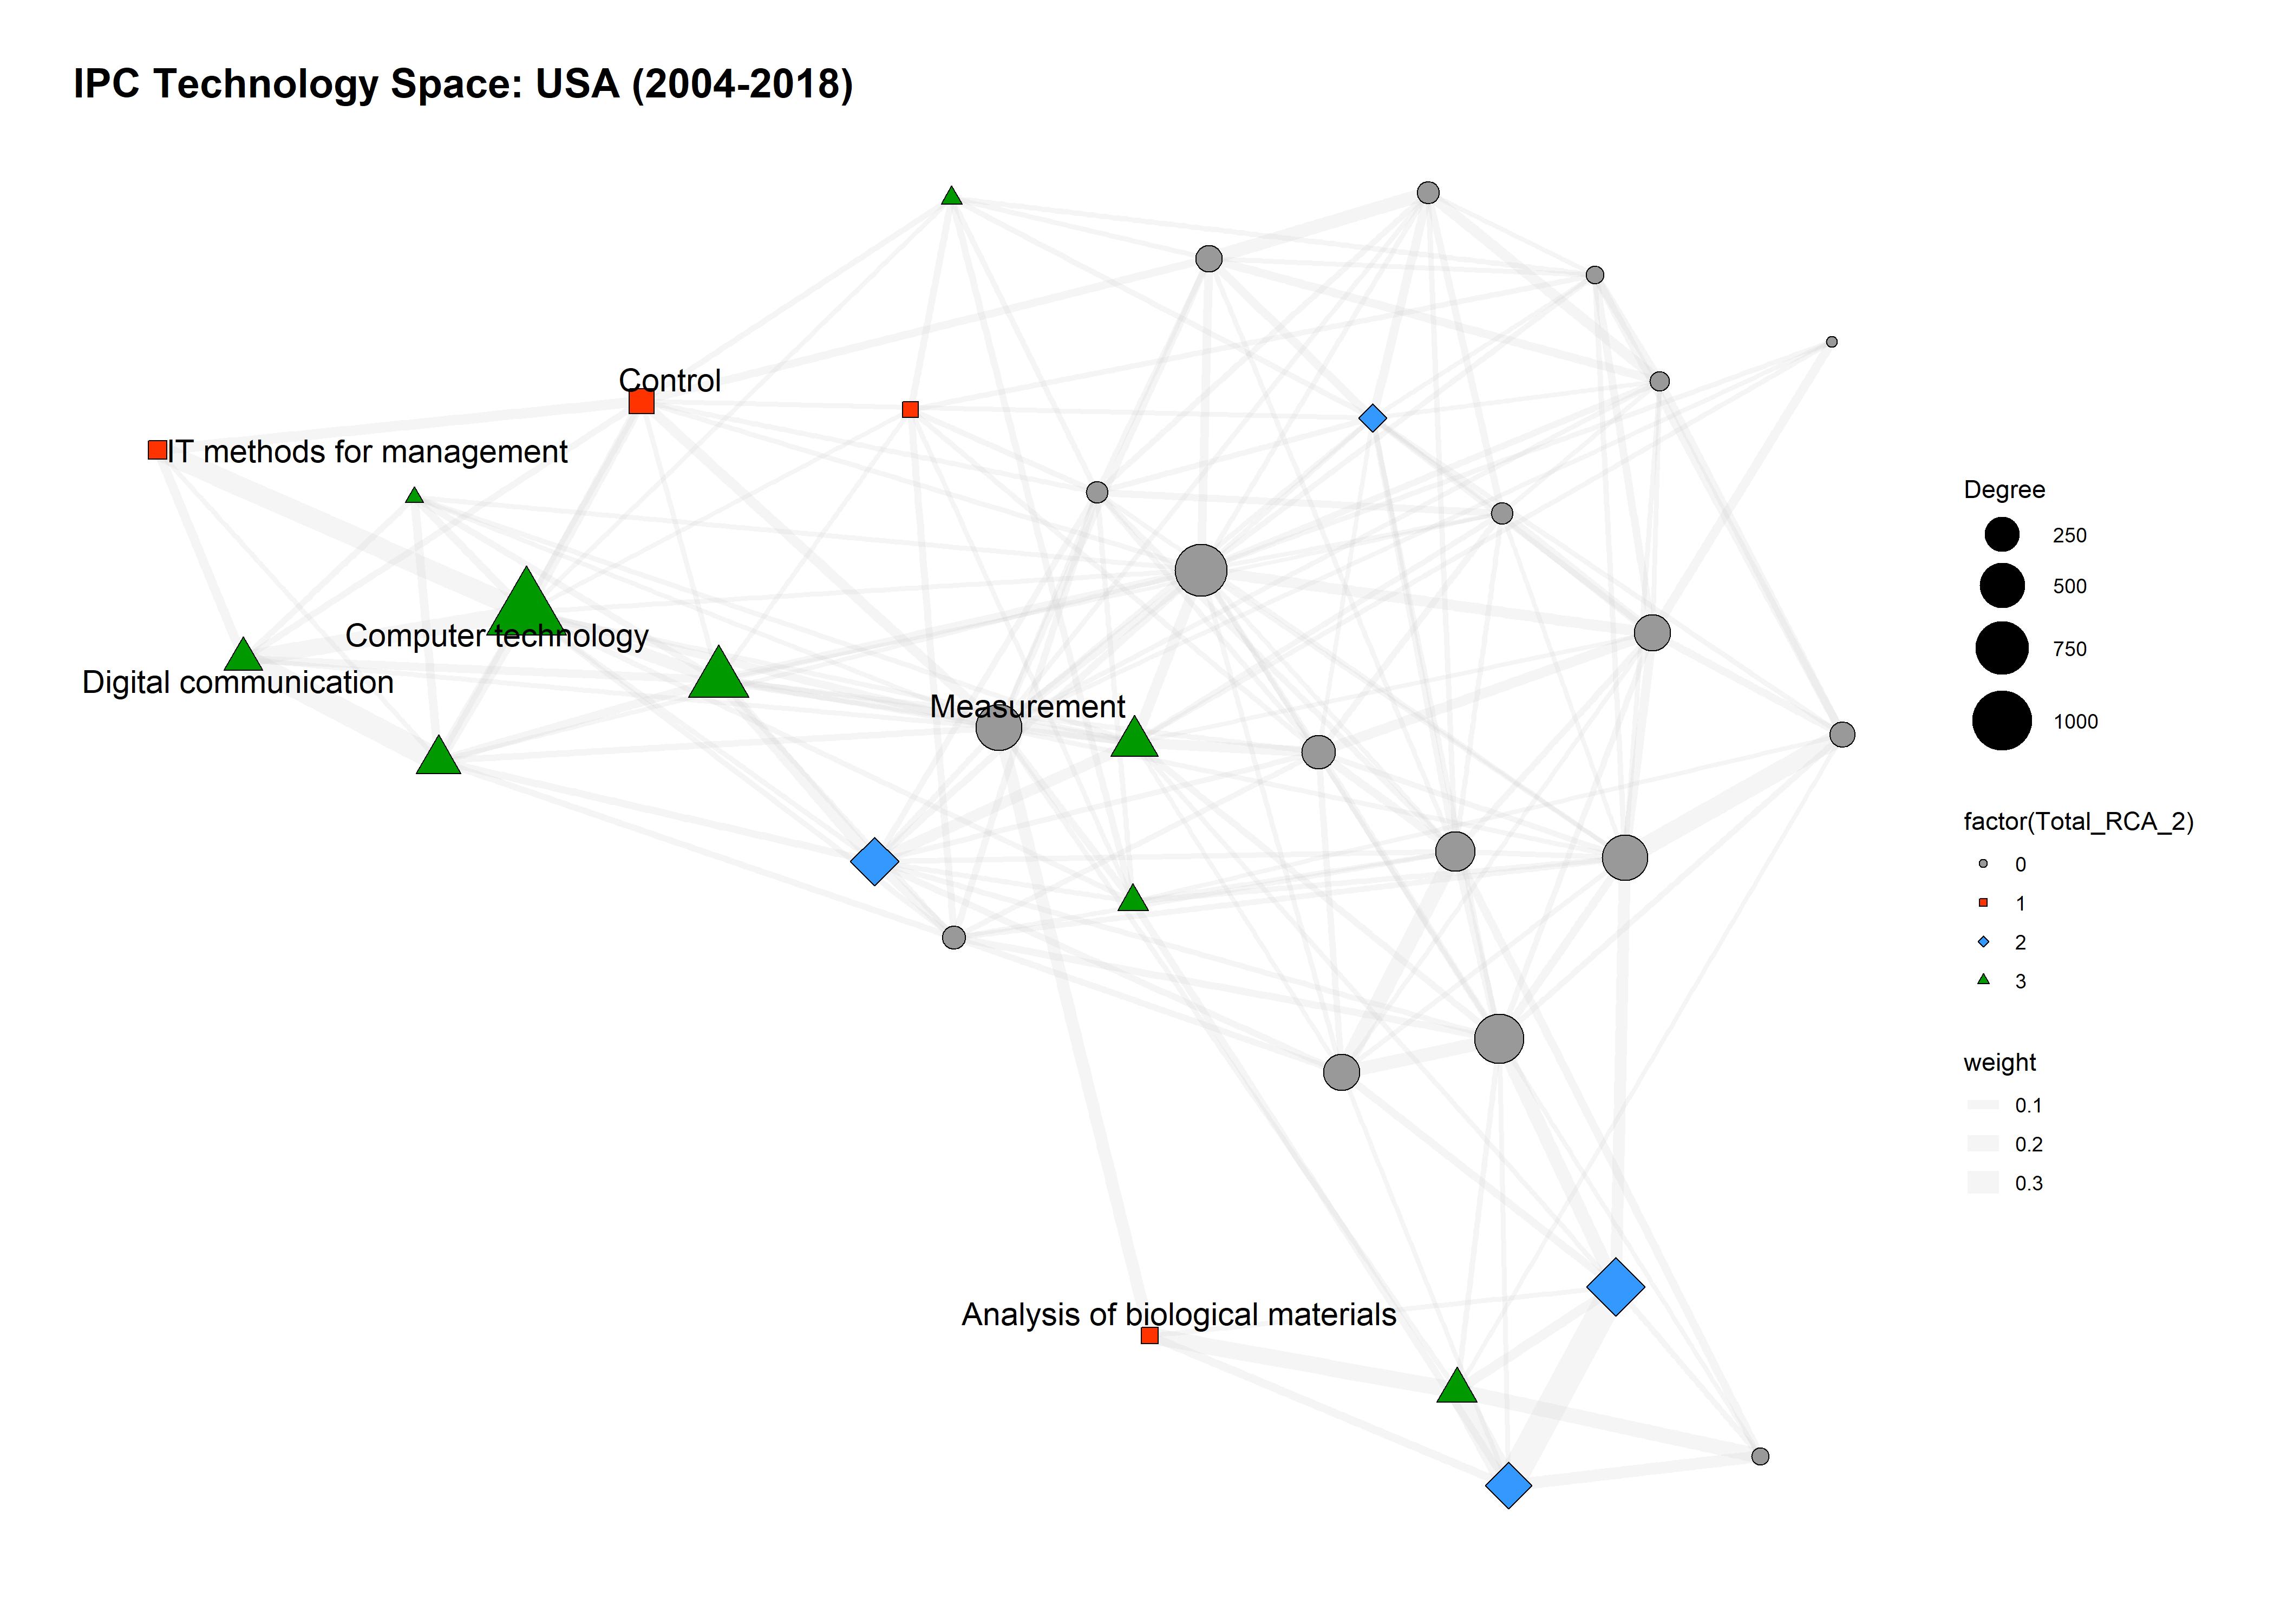 IPC Technology Space: USA (2004-2018)
Control
IT methods for management
Computer technology
Digital communication
Measurement
Analysis of biological materials
Degree
250
500
750
1000
factor(Total_RCA_2)
0
1
2
3
weight
0.1
0.2
0.3